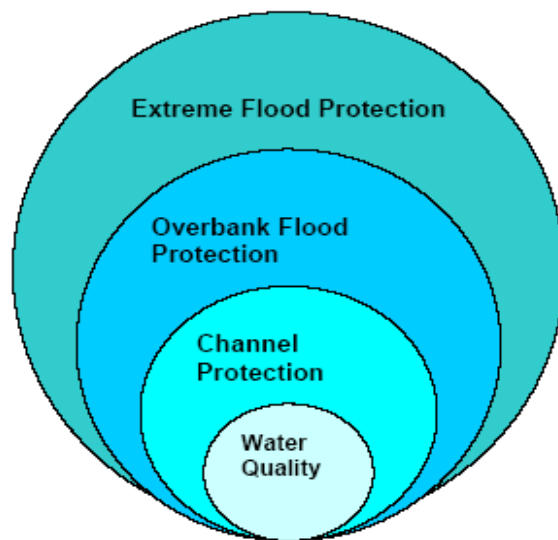 Extreme Flood Protection
Overbank Flood
Protection
Channel
Protection
Water
Quality